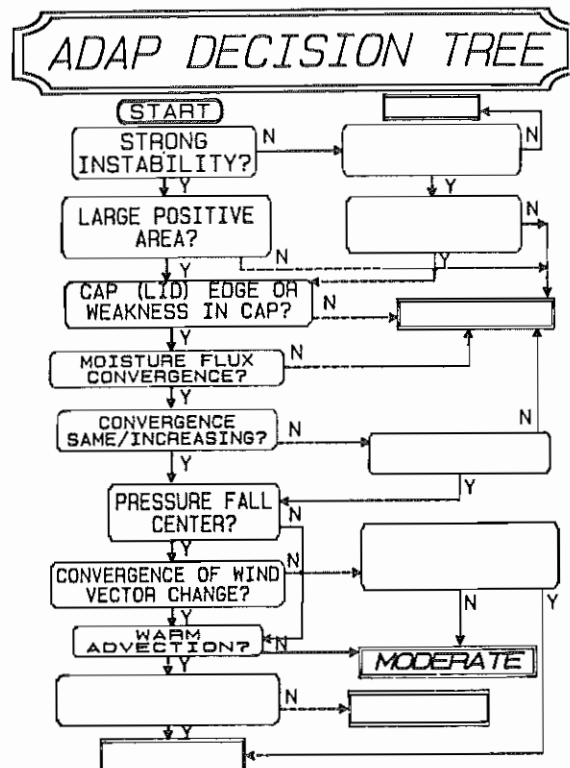 ADAP DECISION TREE
START
STRONG
INSTABILITY?
N
N
Y
Y
LARGE POSITIVE
AREA?
N
N
Y
Y
CAP (LID) EDGE OR
WEAKNESS IN CAP?
N
Y
MOISTURE FLUX
CONVERGENCE?
N
Y
CONVERGENCE
SAME/INCREASING?
N
N
Y
Y
PRESSURE FALL
CENTER?
N
Y
CONVERGENCE OF WIND
VECTOR CHANGE?
N
N
Y
Y
WARM
ADVECTION?
N
MODERATE
Y
N
Y